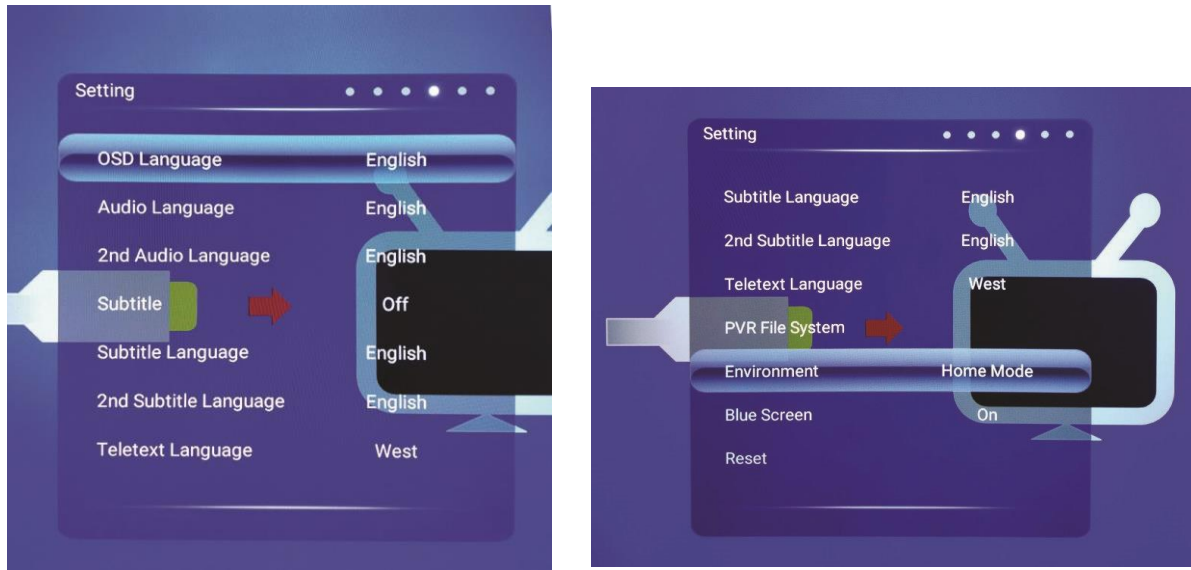 Setting
OSD Language English
Audio Language English
2nd Audio Language English
Subtitle Off
Subtitle Language English
2nd Subtitle Language English
Teletext Language West
Setting
Subtitle Language English
2nd Subtitle Language English
Teletext Language West
PVR File System
Environment Home Mode
Blue Screen On
Reset